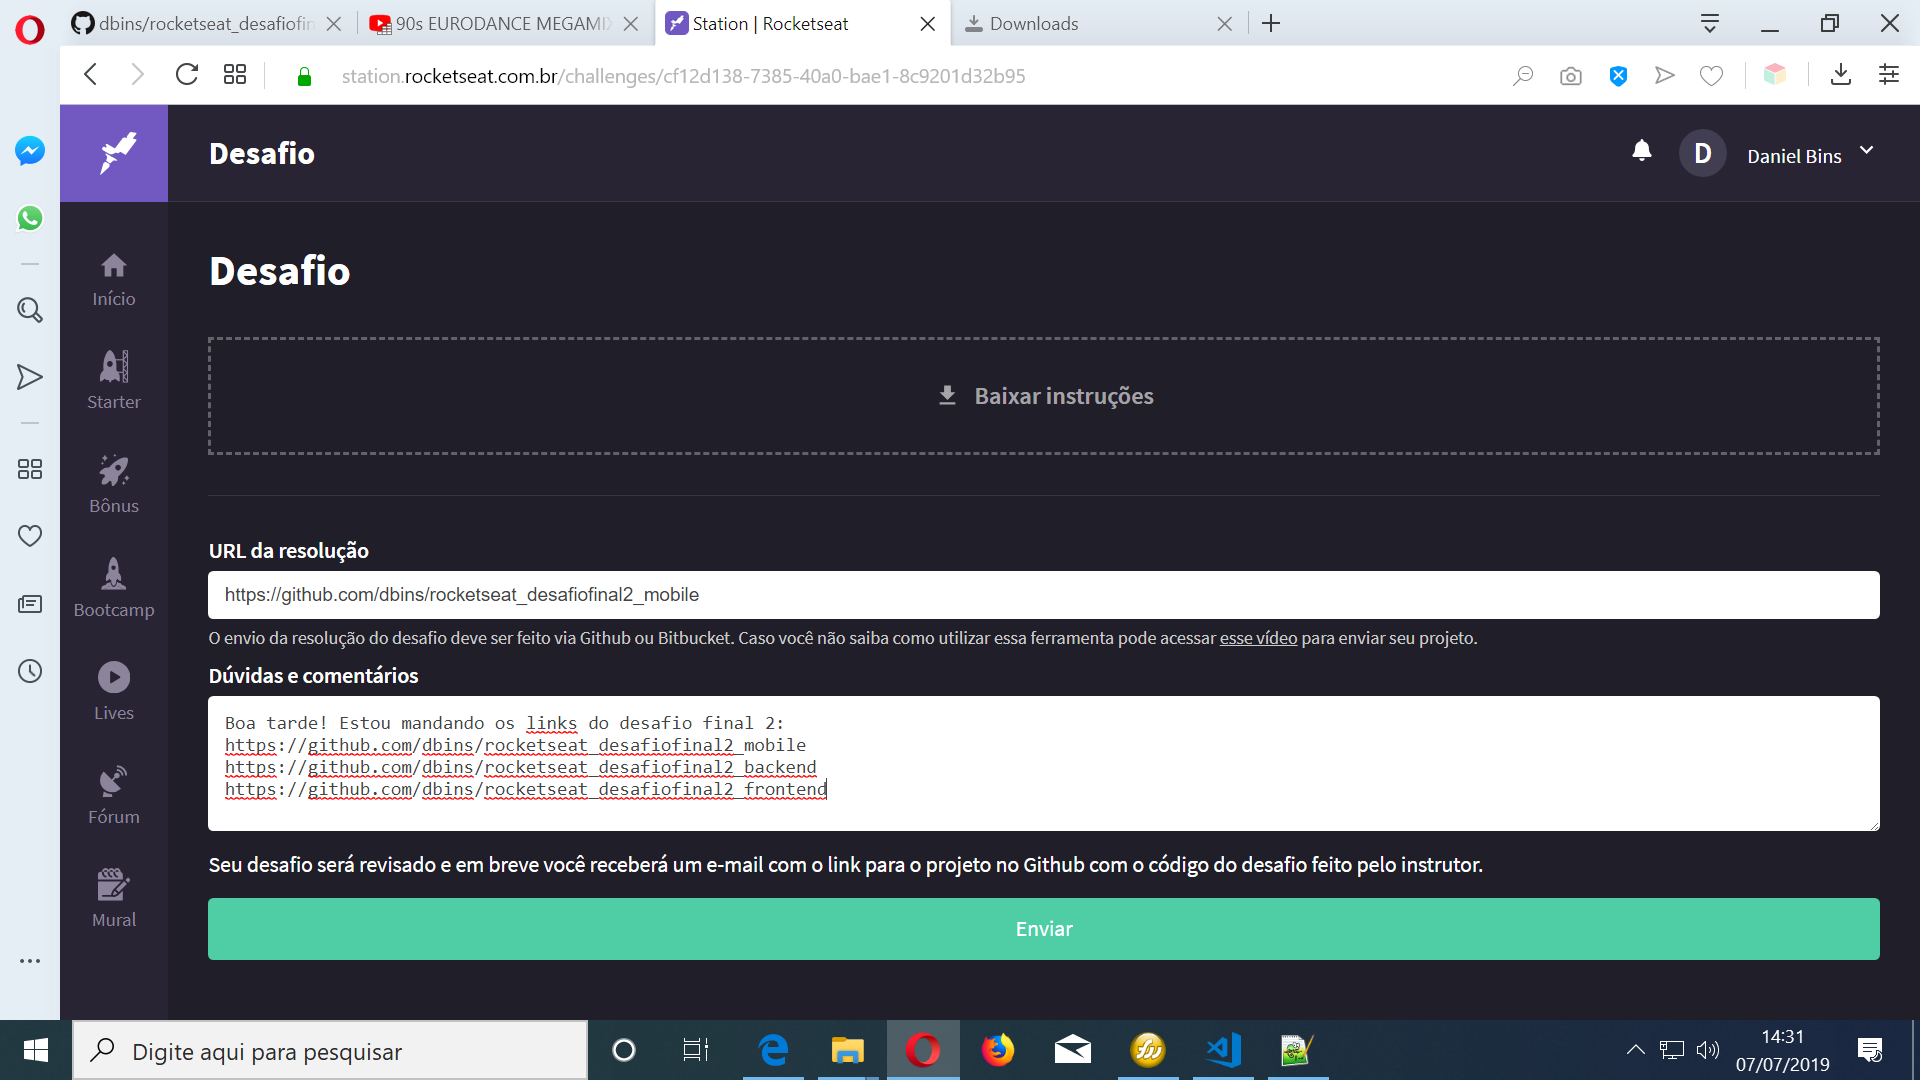 dbins/rocketseat_desafiofin
90s EURODANCE MEGAMIX
Station | Rocketseat
Downloads
station.rocketseat.com.br/challenges/cf12d138-7385-40a0-bae1-8c9201d32b95
Desafio
D
Daniel Bins
Início
Starter
Bônus
Bootcamp
Lives
Fórum
Mural
Desafio
Baixar instruções
URL da resolução
https://github.com/dbins/rocketseat_desafiofinal2_mobile
O envio da resolução do desafio deve ser feito via Github ou Bitbucket. Caso você não saiba como utilizar essa ferramenta pode acessar esse vídeo para enviar seu projeto.
Dúvidas e comentários
Boa tarde! Estou mandando os links do desafio final 2:
https://github.com/dbins/rocketseat_desafiofinal2_mobile
https://github.com/dbins/rocketseat_desafiofinal2_backend
https://github.com/dbins/rocketseat_desafiofinal2_frontend
Seu desafio será revisado e em breve você receberá um e-mail com o link para o projeto no Github com o código do desafio feito pelo instrutor.
Enviar
Digite aqui para pesquisar
14:31
07/07/2019